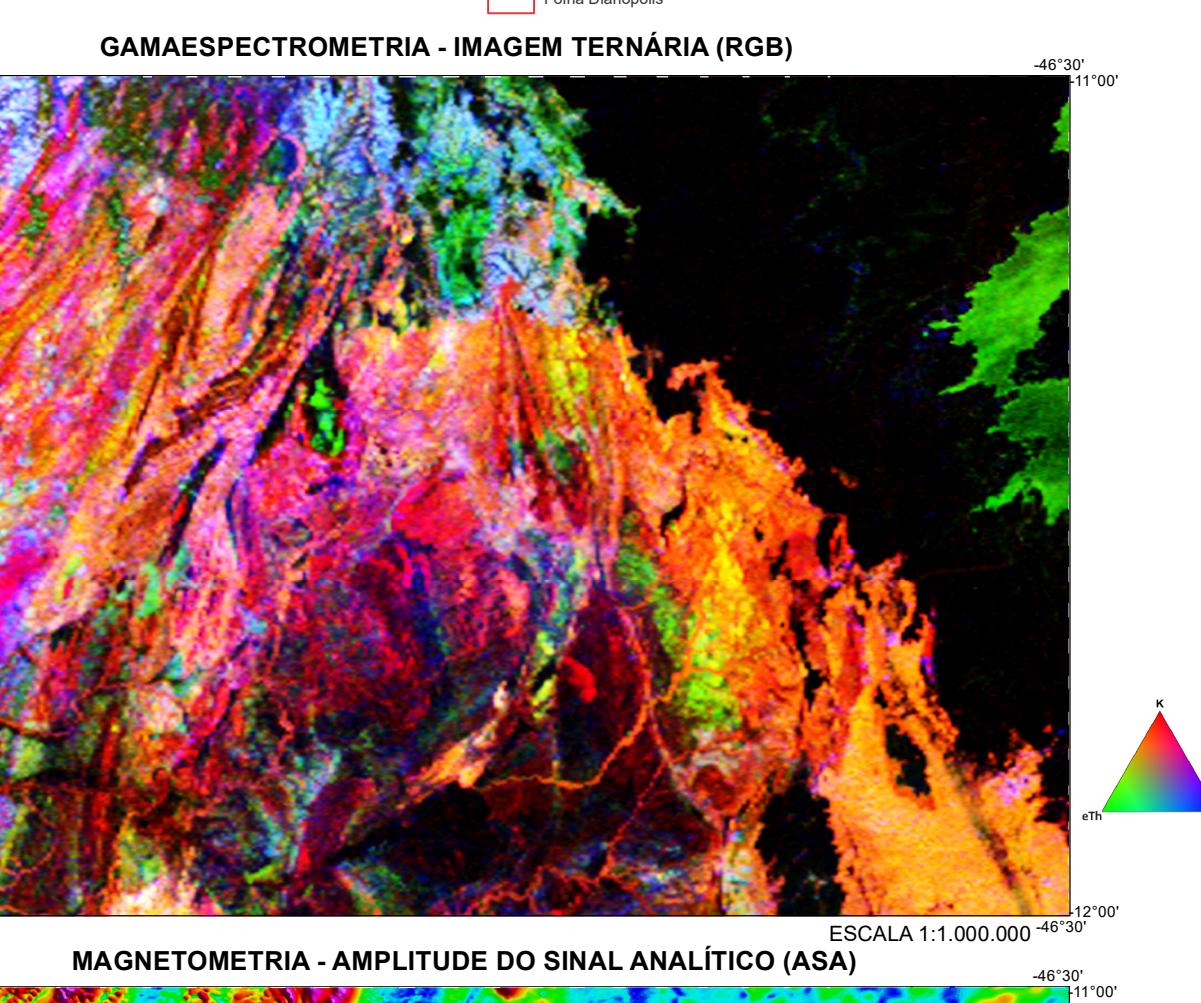 Folha Dianópolis
GAMAESPECTROMETRIA - IMAGEM TERNÁRIA (RGB)
-46°30'
-11°00'
K
eTh
-12°00'
ESCALA 1:1.000.000
-46°30'
MAGNETOMETRIA - AMPLITUDE DO SINAL ANALÍTICO (ASA)
-46°30'
-11°00'